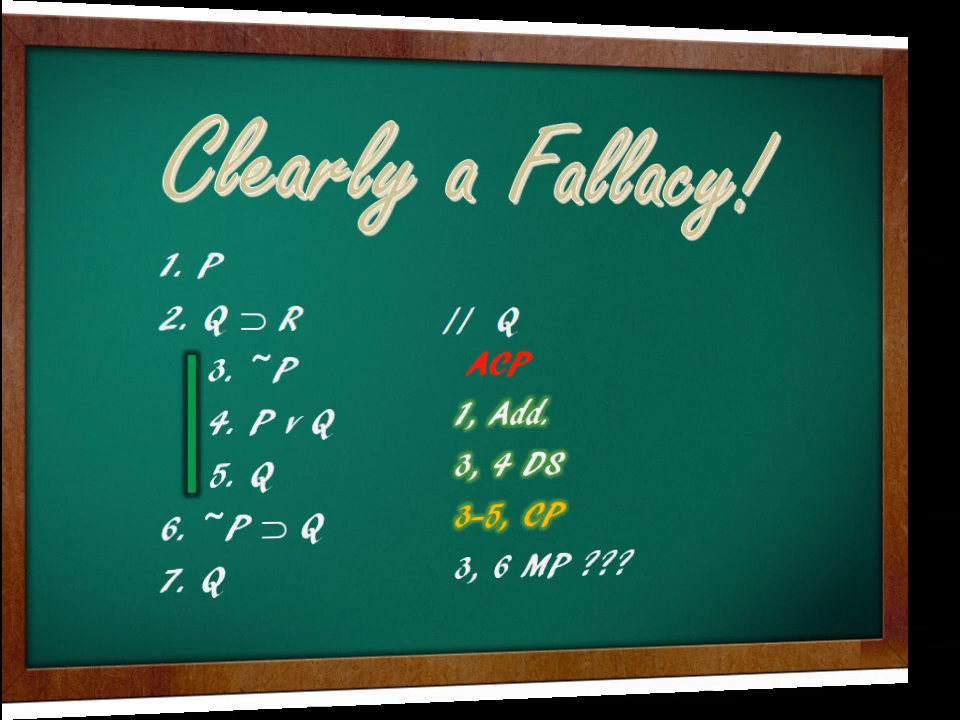 Clearly a Fallacy!
1. P
2. Q ⊃ R // Q
3. ~P ACP
4. P v Q 1, Add.
5. Q 3, 4 DS
6. ~P ⊃ Q 3-5, CP
7. Q 3, 6 MP ???